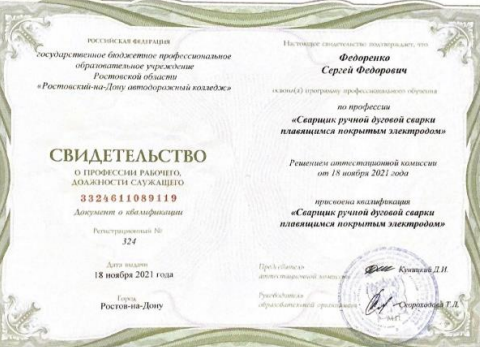 РОССИЙСКАЯ ФЕДЕРАЦИЯ
государственное бюджетное профессиональное
образовательное учреждение
Ростовской области
«Ростовский-на-Дону автодорожный колледж»
СВИДЕТЕЛЬСТВО
О ПРОФЕССИИ РАБОЧЕГО,
ДОЛЖНОСТИ СЛУЖАЩЕГО
3324611089119
Документ о квалификации
Регистрационный №
324
Дата выдачи
18 ноября 2021 года
Город
Ростов-на-Дону
Настоящее свидетельство подтверждает, что
Федоренко
Сергей Федорович
освоил(а) программу профессионального обучения
по профессии
«Сварщик ручной дуговой сварки
плавящимся покрытым электродом»
Решением аттестационной комиссии
от 18 ноября 2021 года
присвоена квалификация
«Сварщик ручной дуговой сварки
плавящимся покрытым электродом»
Председатель
аттестационной комиссии
Куницкий Д.И.
Руководитель
образовательной организации
Скороходова Т.Л.